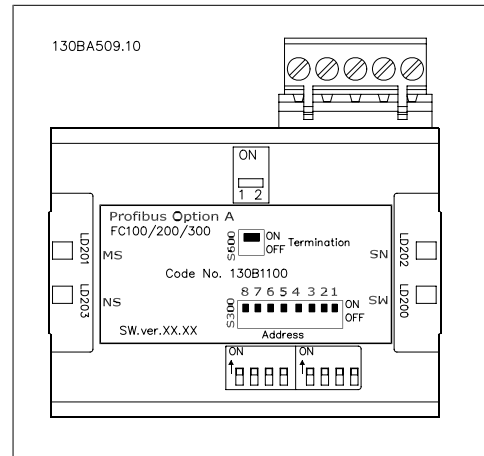 130BA509.10
ON
1 2
Profibus Option A
FC100/200/300
S600
ON
OFF
Termination
LD201
MS
SN
LD202
Code No. 130B1100
8 7 6 5 4 3 2 1
LD203
NS
S300
ON
OFF
SW
LD200
SW.ver.XX.XX
Address
ON
ON